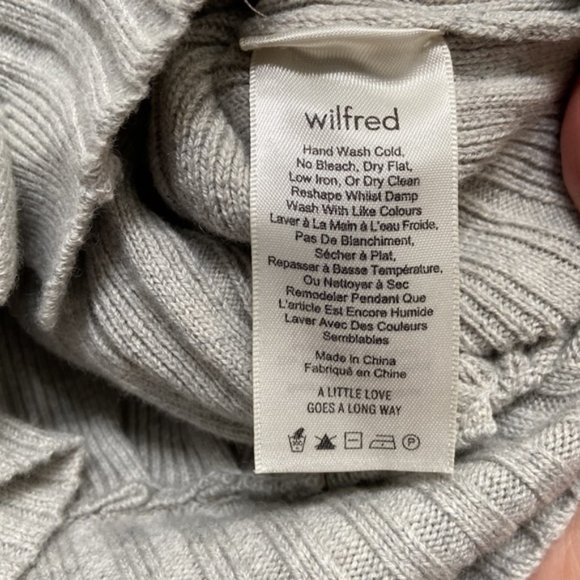 wilfred
Hand Wash Cold,
No Bleach, Dry Flat,
Low Iron, Or Dry Clean
Reshape Whilst Damp
Wash With Like Colours
Laver à La Main à L'eau Froide,
Pas De Blanchiment,
Sécher à Plat,
Repasser à Basse Température,
Ou Nettoyer à Sec
Remodeler Pendant Que
L'article Est Encore Humide
Laver Avec Des Couleurs
Semblables
Made in China
Fabriqué en Chine
A LITTLE LOVE
GOES A LONG WAY
P